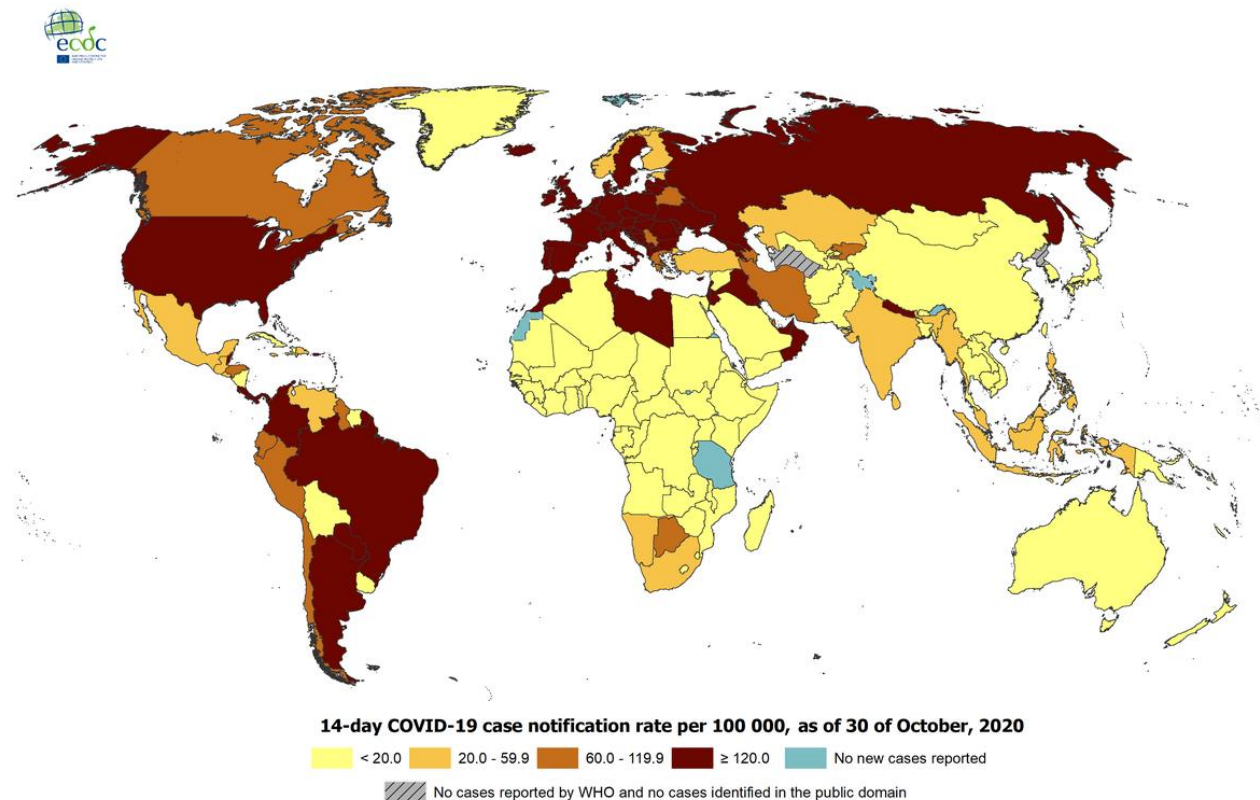 ecdc
14-day COVID-19 case notification rate per 100 000, as of 30 of October, 2020
< 20.0 20.0 - 59.9 60.0 - 119.9 ≥ 120.0 No new cases reported
No cases reported by WHO and no cases identified in the public domain